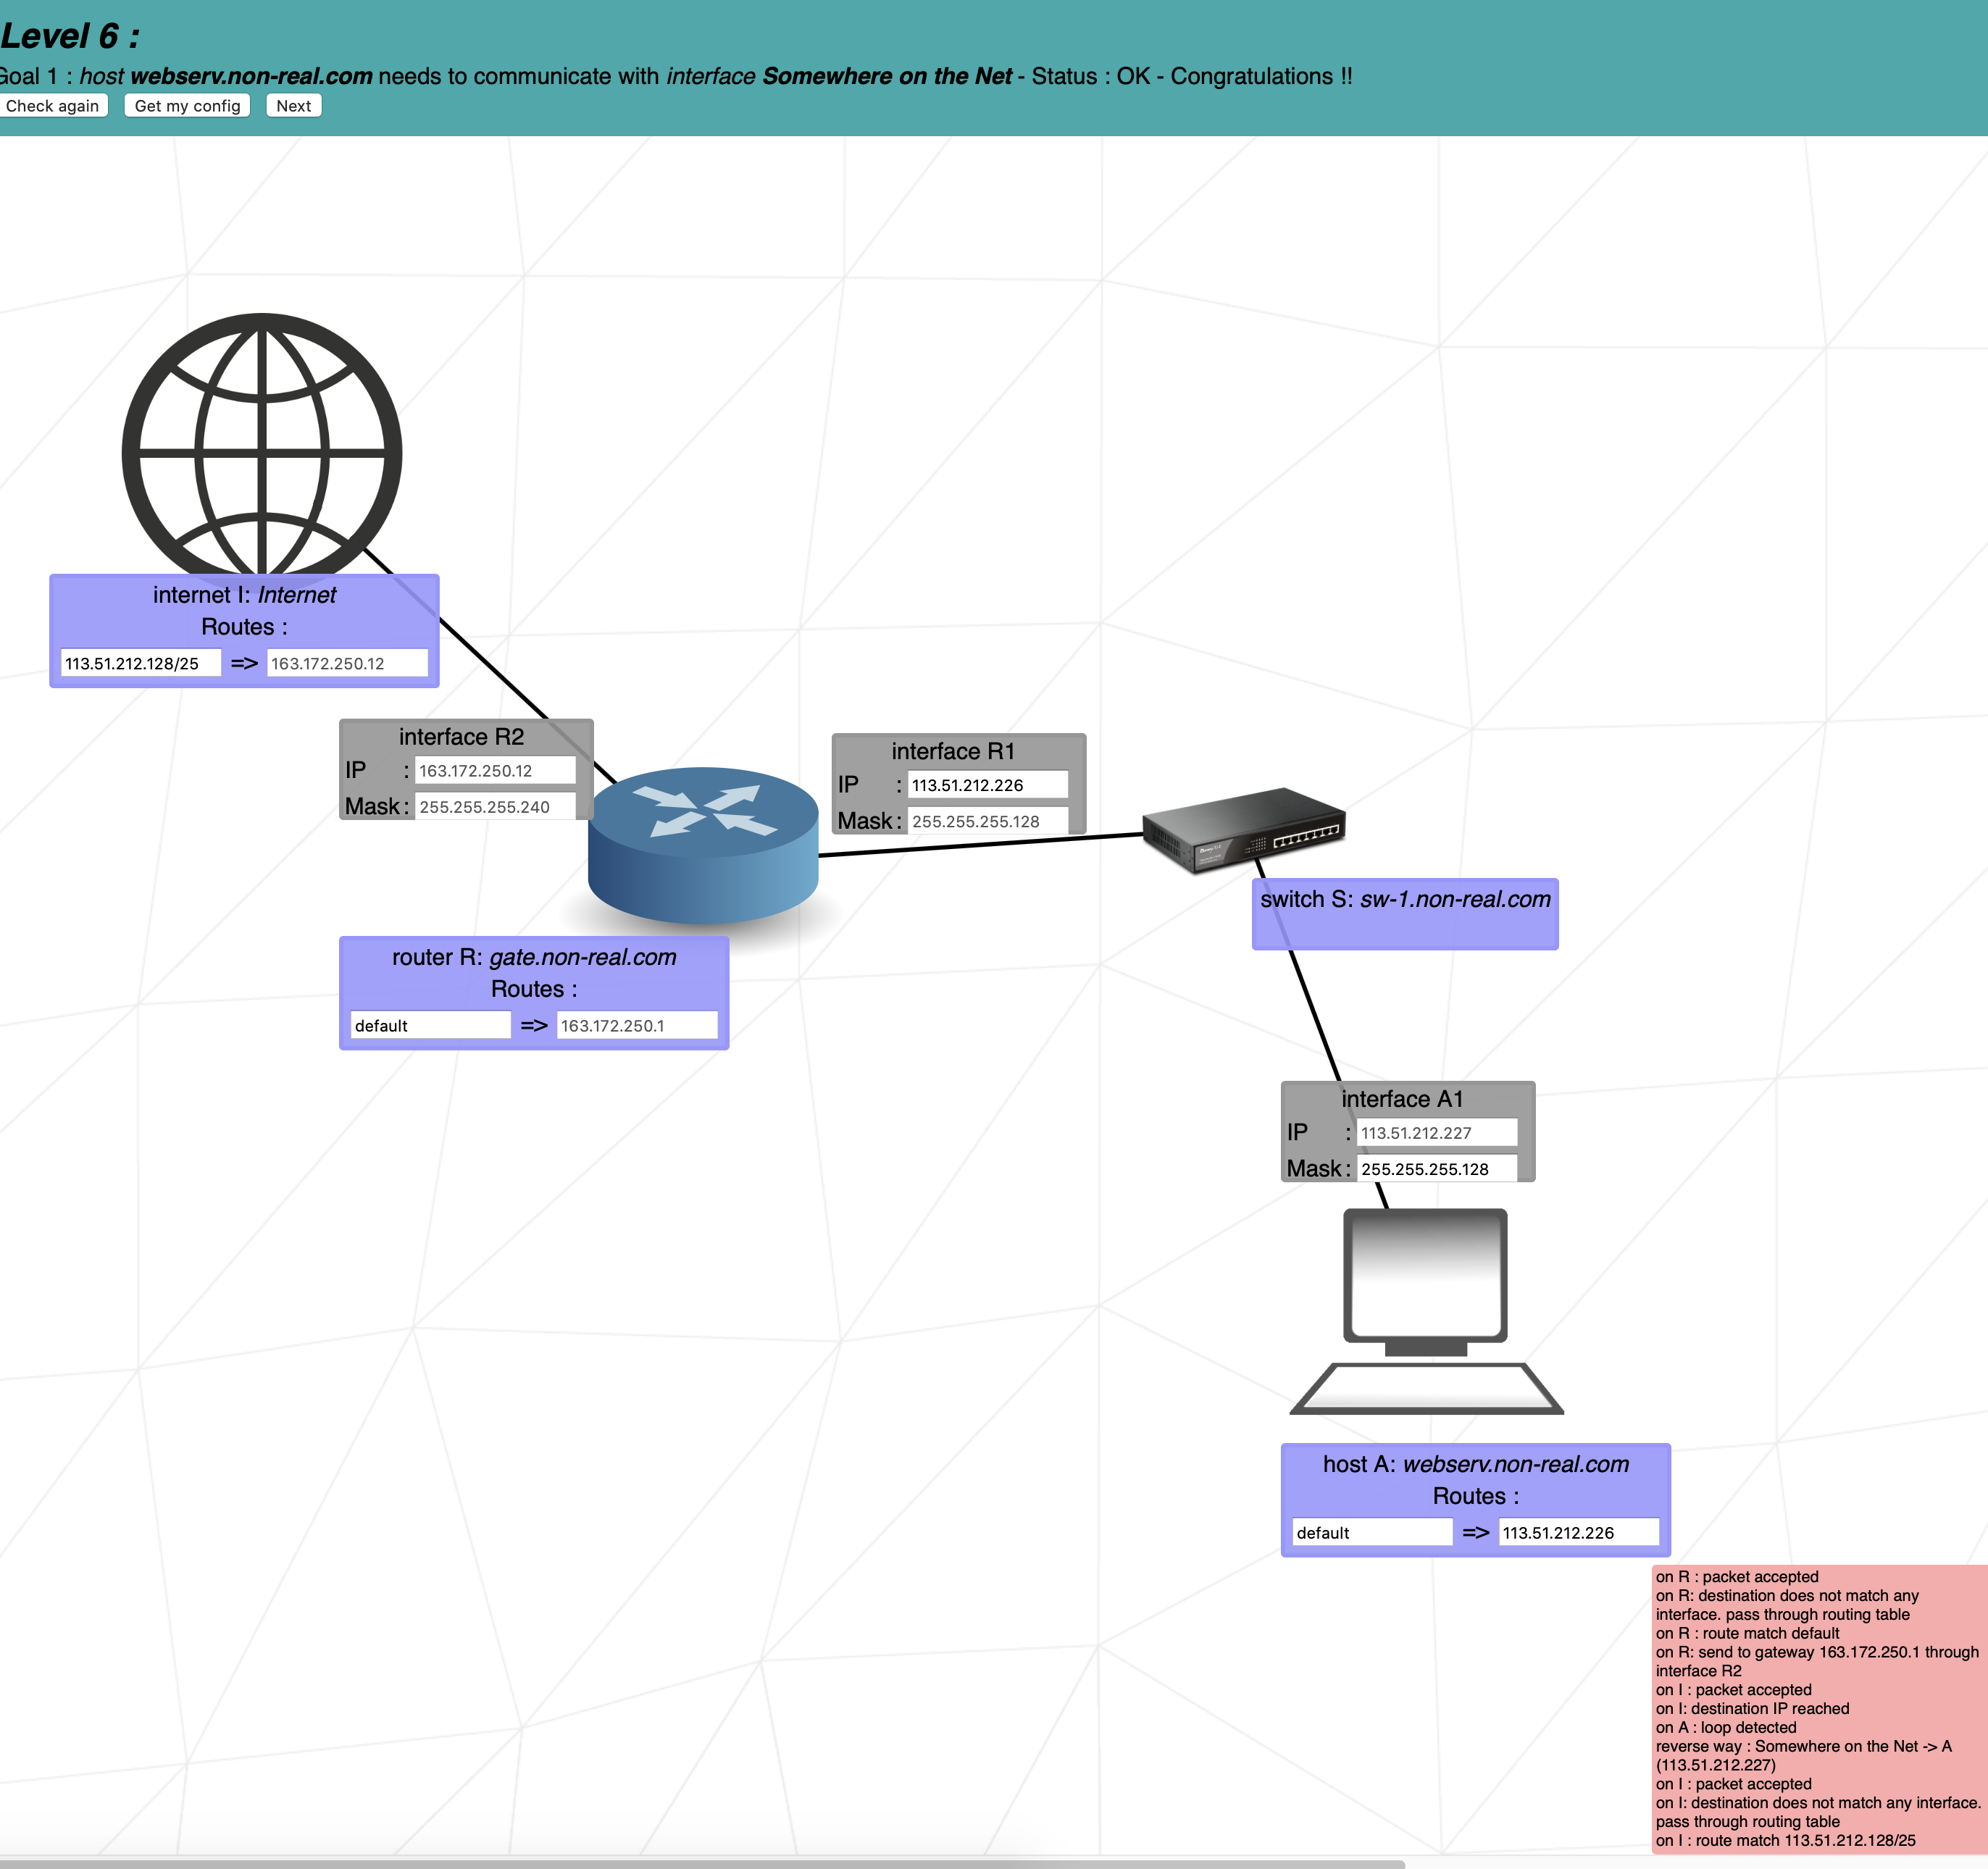 Level 6 :
Goal 1 : host webserv.non-real.com needs to communicate with interface Somewhere on the Net - Status : OK - Congratulations !!
Check again Get my config Next
internet I: Internet
Routes :
113.51.212.128/25 => 163.172.250.12
interface R2
IP : 163.172.250.12
Mask : 255.255.255.240
interface R1
IP : 113.51.212.226
Mask : 255.255.255.128
switch S: sw-1.non-real.com
router R: gate.non-real.com
Routes :
default => 163.172.250.1
interface A1
IP : 113.51.212.227
Mask : 255.255.255.128
host A: webserv.non-real.com
Routes :
default => 113.51.212.226
on R : packet accepted
on R: destination does not match any
interface. pass through routing table
on R : route match default
on R: send to gateway 163.172.250.1 through
interface R2
on I : packet accepted
on I: destination IP reached
on A : loop detected
reverse way : Somewhere on the Net -> A
(113.51.212.227)
on I : packet accepted
on I: destination does not match any interface.
pass through routing table
on I : route match 113.51.212.128/25